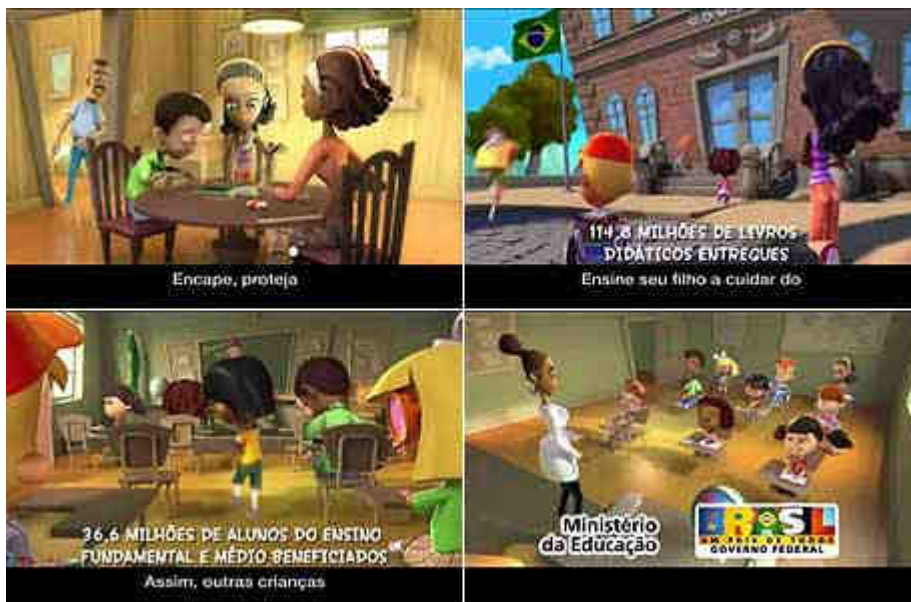 Encape, proteja
114,8 MILHÕES DE LIVROS
DIDÁTICOS ENTREGUES
Ensine seu filho a cuidar do
36,6 MILHÕES DE ALUNOS DO ENSINO
FUNDAMENTAL E MÉDIO BENEFICIADOS
Assim, outras crianças
Ministério
da Educação
BRASIL
UM PAÍS DE TODOS
GOVERNO FEDERAL